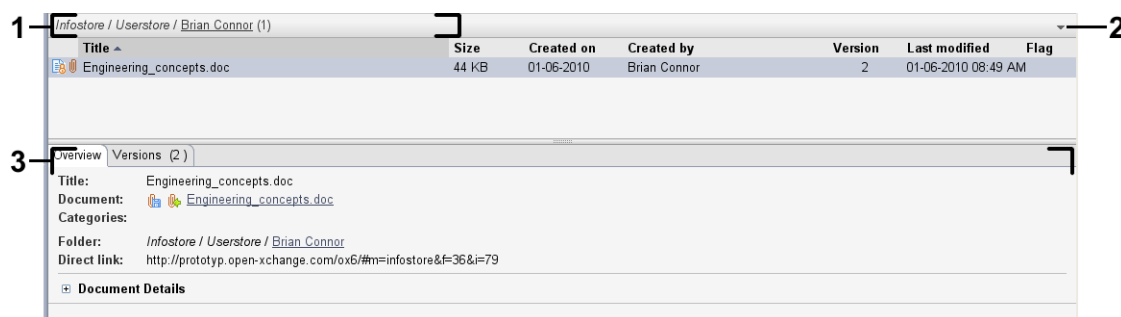 1 Infostore / Userstore / Brian Connor (1) 2
Title Size Created on Created by Version Last modified Flag
Engineering_concepts.doc 44 KB 01-06-2010 Brian Connor 2 01-06-2010 08:49 AM
3 Overview Versions (2)
Title: Engineering_concepts.doc
Document: Engineering_concepts.doc
Categories:
Folder: Infostore / Userstore / Brian Connor
Direct link: http://prototyp.open-xchange.com/ox6/#m=infostore&f=36&i=79
Document Details